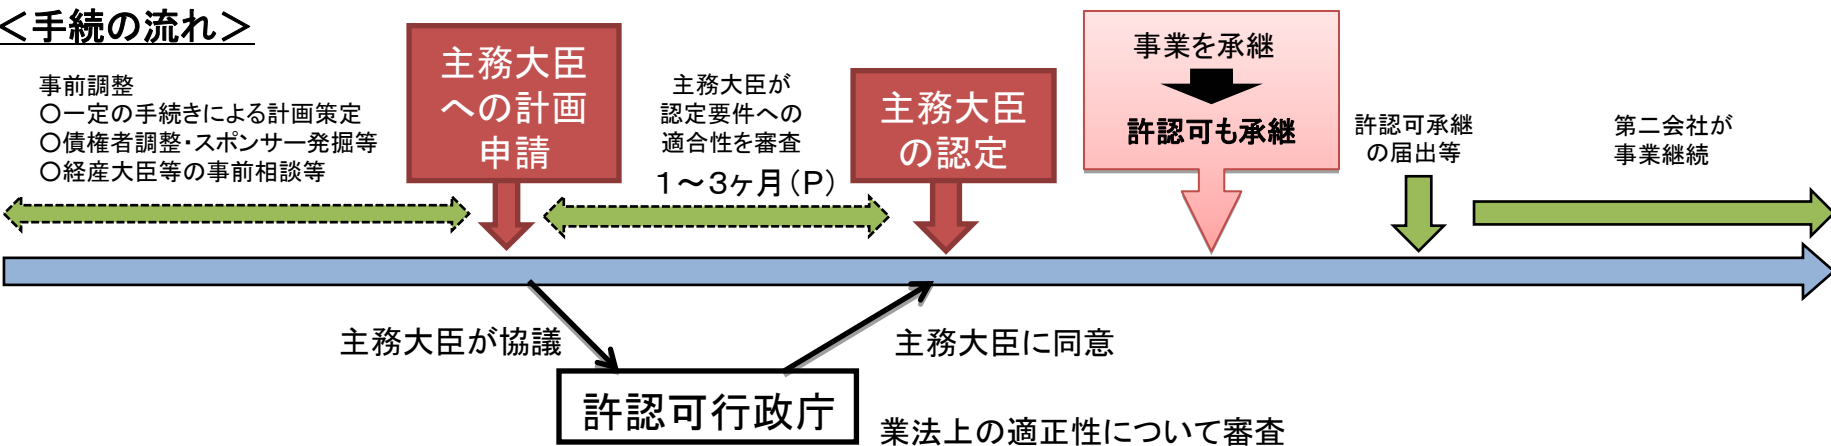 ＜手続の流れ＞
事前調整
○一定の手続きによる計画策定
○債権者調整・スポンサー発掘等
○経産大臣等の事前相談等
主務大臣
への計画
申請
主務大臣が
認定要件への
適合性を審査
１～３ヶ月（Ｐ）
主務大臣
の認定
事業を承継
許認可も承継
許認可承継
の届出等
第二会社が
事業継続
主務大臣が協議
主務大臣に同意
許認可行政庁
業法上の適正性について審査